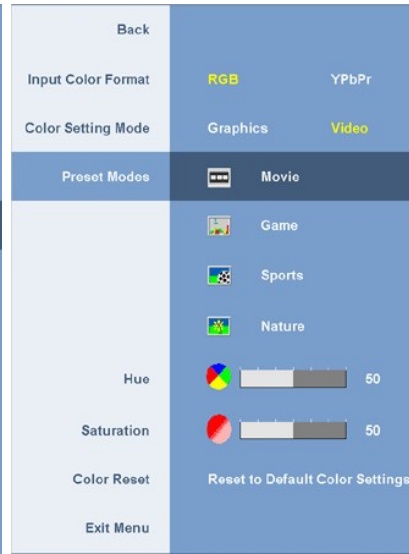 Back
Input Color Format RGB YPbPr
Color Setting Mode Graphics Video
Preset Modes Movie
Game
Sports
Nature
Hue 50
Saturation 50
Color Reset Reset to Default Color Settings
Exit Menu